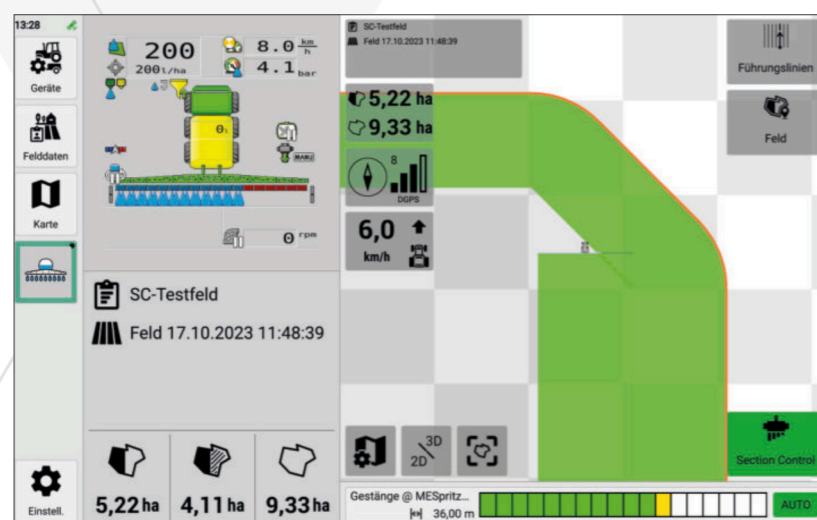 13:28
Geräte
Felddaten
Karte
Einstell.
200
200 l/ha
8.0 km/h
4.1 bar
0
MANU
0 rpm
SC-Testfeld
Feld 17.10.2023 11:48:39
5,22 ha
4,11 ha
9,33 ha
SC-Testfeld
Feld 17.10.2023 11:48:39
5,22 ha
9,33 ha
8
DGPS
6,0
km/h
Führungslinien
Feld
3D
2D
Section Control
Gestänge @ MESpritz...
36,00 m
AUTO